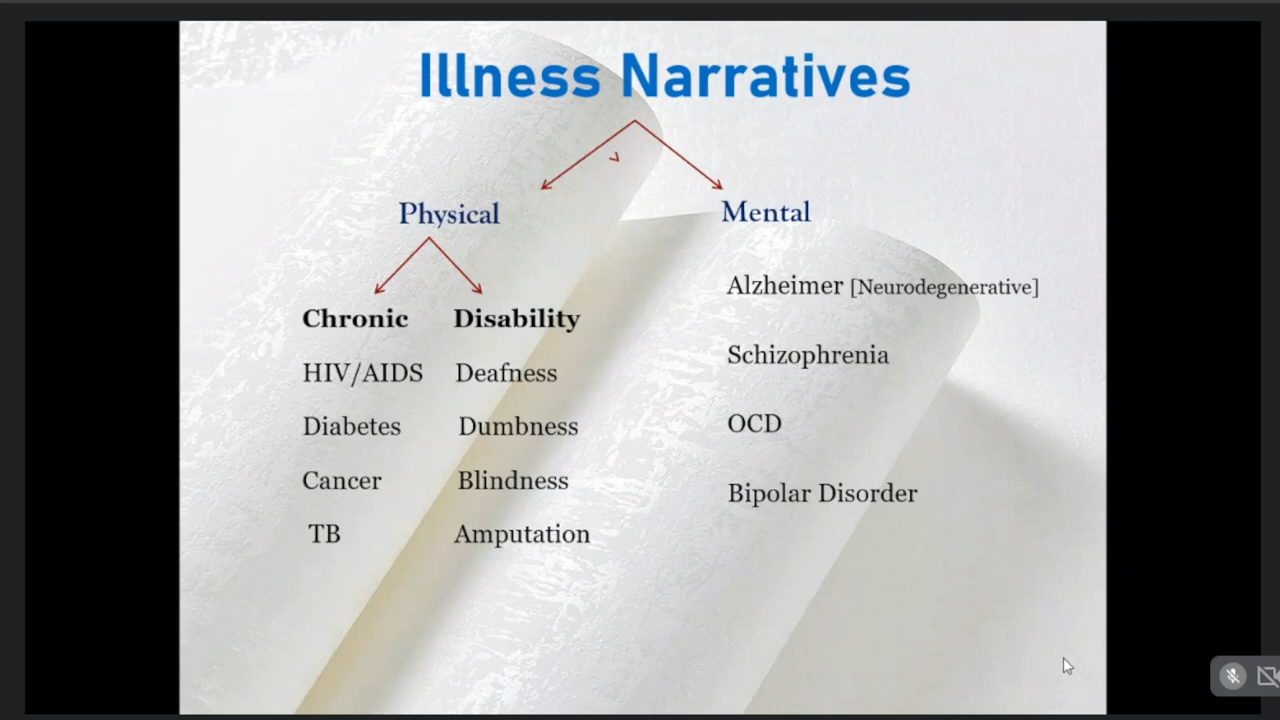 Illness Narratives
Physical
Mental
Chronic
HIV/AIDS
Diabetes
Cancer
TB
Disability
Deafness
Dumbness
Blindness
Amputation
Alzheimer [Neurodegenerative]
Schizophrenia
OCD
Bipolar Disorder